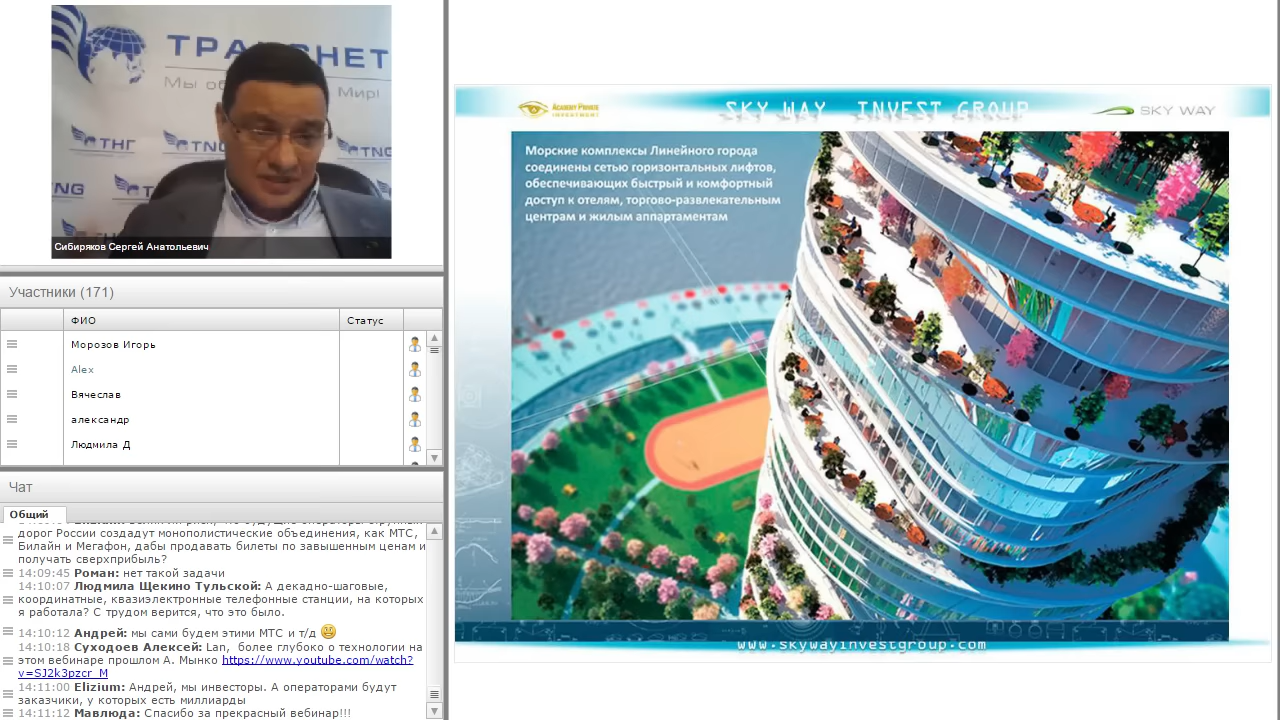 ТРАНСНЕТ
Мы об
Мир!
ТНГ
TNG
TNG
Сибиряков Сергей Анатольевич
Участники (171)
ФИО
Статус
Морозов Игорь
Alex
Вячеслав
александр
Людмила Д
Чат
Общий
дорог России создадут монополистические объединения, как МТС,
Билайн и Мегафон, дабы продавать билеты по завышенным ценам и
получать сверхприбыль?
14:09:45 Роман: нет такой задачи
14:10:07 Людмила Щекино Тульской: А декадно-шаговые,
координатные, квазиэлектронные телефонные станции, на которых
я работала? С трудом верится, что это было.
14:10:12 Андрей: мы сами будем этими МТС и т/д
14:10:18 Суходоев Алексей: Lan, более глубоко о технологии на
этом вебинаре прошлом А. Мынко https://www.youtube.com/watch?
v=SJ2k3pzcr_M
14:11:00 Elizium: Андрей, мы инвесторы. А операторами будут
заказчики, у которых есть миллиарды
14:11:12 Мавлюда: Спасибо за прекрасный вебинар!!!
ACADEMY PRIVATE
INVESTMENT
SKY WAY INVEST GROUP
SKY WAY
Морские комплексы Линейного города
соединены сетью горизонтальных лифтов,
обеспечивающих быстрый и комфортный
доступ к отелям, торгово-развлекательным
центрам и жилым аппартаментам
www.skywayinvestgroup.com